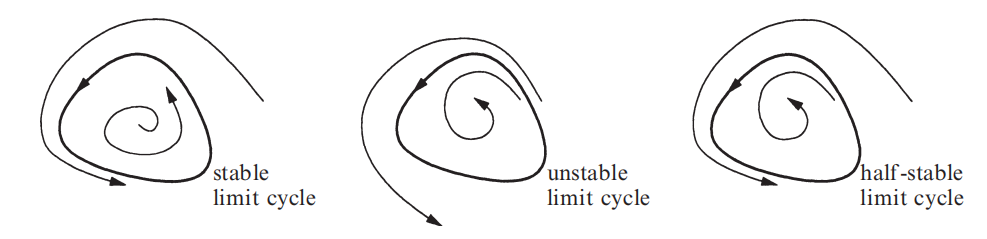 stable
limit cycle
unstable
limit cycle
half-stable
limit cycle